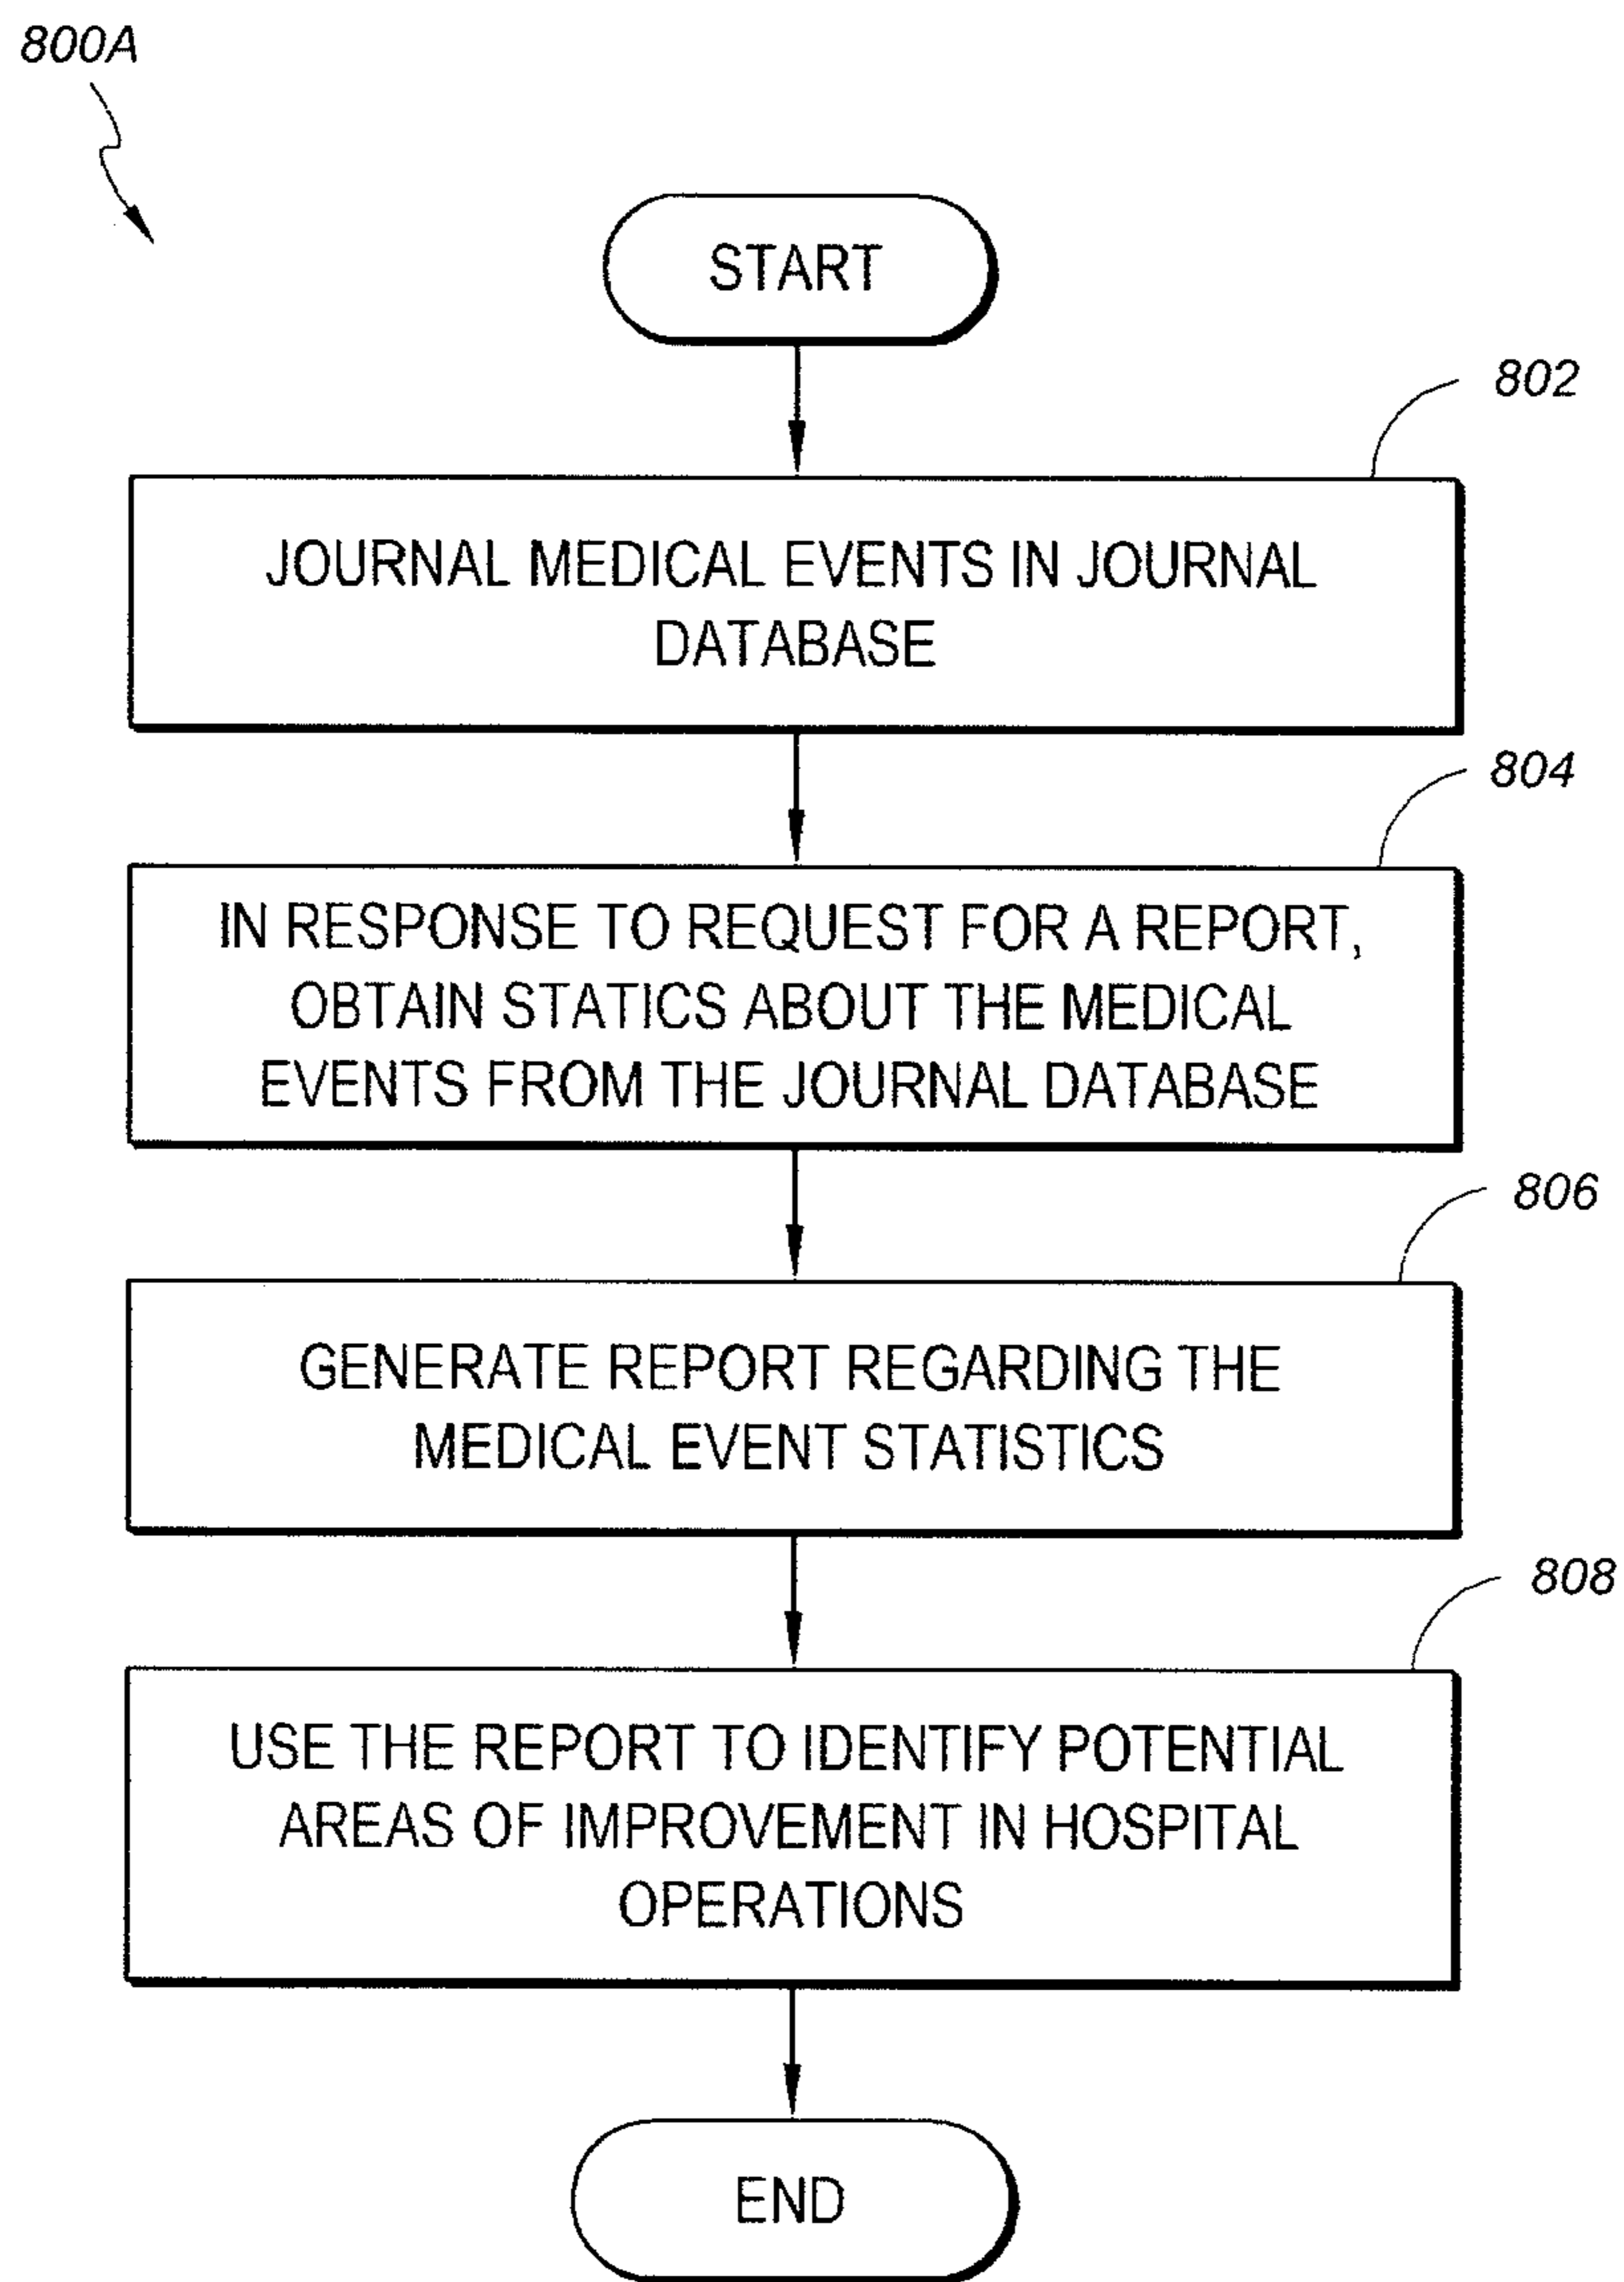 800A
START
802
JOURNAL MEDICAL EVENTS IN JOURNAL
DATABASE
804
IN RESPONSE TO REQUEST FOR A REPORT,
OBTAIN STATICS ABOUT THE MEDICAL
EVENTS FROM THE JOURNAL DATABASE
806
GENERATE REPORT REGARDING THE
MEDICAL EVENT STATISTICS
808
USE THE REPORT TO IDENTIFY POTENTIAL
AREAS OF IMPROVEMENT IN HOSPITAL
OPERATIONS
END